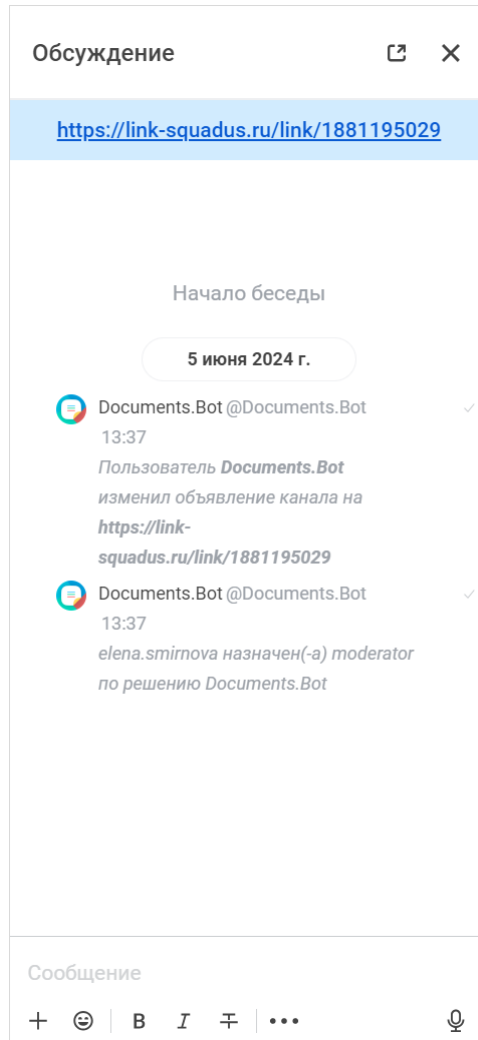 Обсуждение
https://link-squadus.ru/link/1881195029
Начало беседы
5 июня 2024 г.
Documents.Bot @Documents.Bot
13:37
Пользователь Documents.Bot
изменил объявление канала на
https://link-
squadus.ru/link/1881195029
Documents.Bot @Documents.Bot
13:37
elena.smirnova назначен(-а) moderator
по решению Documents.Bot
Сообщение
B I T